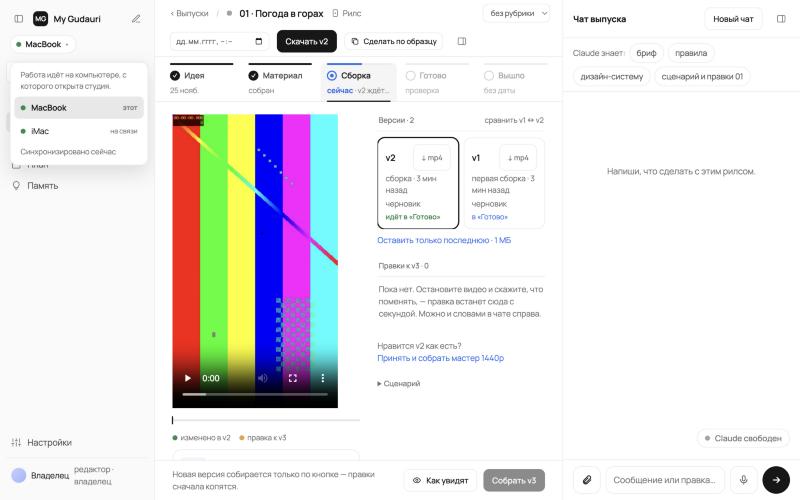 MG My Gudauri
MacBook
Работа идёт на компьютере, с
которого открыта студия.
MacBook этот
iMac на связи
Синхронизировано сейчас
План
Память
Настройки
Владелец редактор · владелец
‹ Выпуски / 01 · Погода в горах Рилс
без рубрики
дд.мм.гггг, --:--
Скачать v2
Сделать по образцу
Идея
25 нояб.
Материал
собран
Сборка
сейчас · v2 ждёт…
Готово
проверка
Вышло
без даты
00:00:00.000
0:00
изменено в v2 правка к v3
Версии · 2 сравнить v1 ⇔ v2
v2 ↓ mp4
сборка · 3 мин
назад
черновик
идёт в «Готово»
v1 ↓ mp4
первая сборка · 3
мин назад
черновик
в «Готово»
Оставить только последнюю · 1 МБ
Правки к v3 · 0
Пока нет. Остановите видео и скажите, что
поменять, — правка встанет сюда с
секундой. Можно и словами в чате справа.
Нравится v2 как есть?
Принять и собрать мастер 1440p
Сценарий
Новая версия собирается только по кнопке — правки
сначала копятся.
Как увидят
Собрать v3
Чат выпуска
Новый чат
Claude знает: бриф правила
дизайн-систему сценарий и правки 01
Напиши, что сделать с этим рилсом.
Claude свободен
Сообщение или правка…